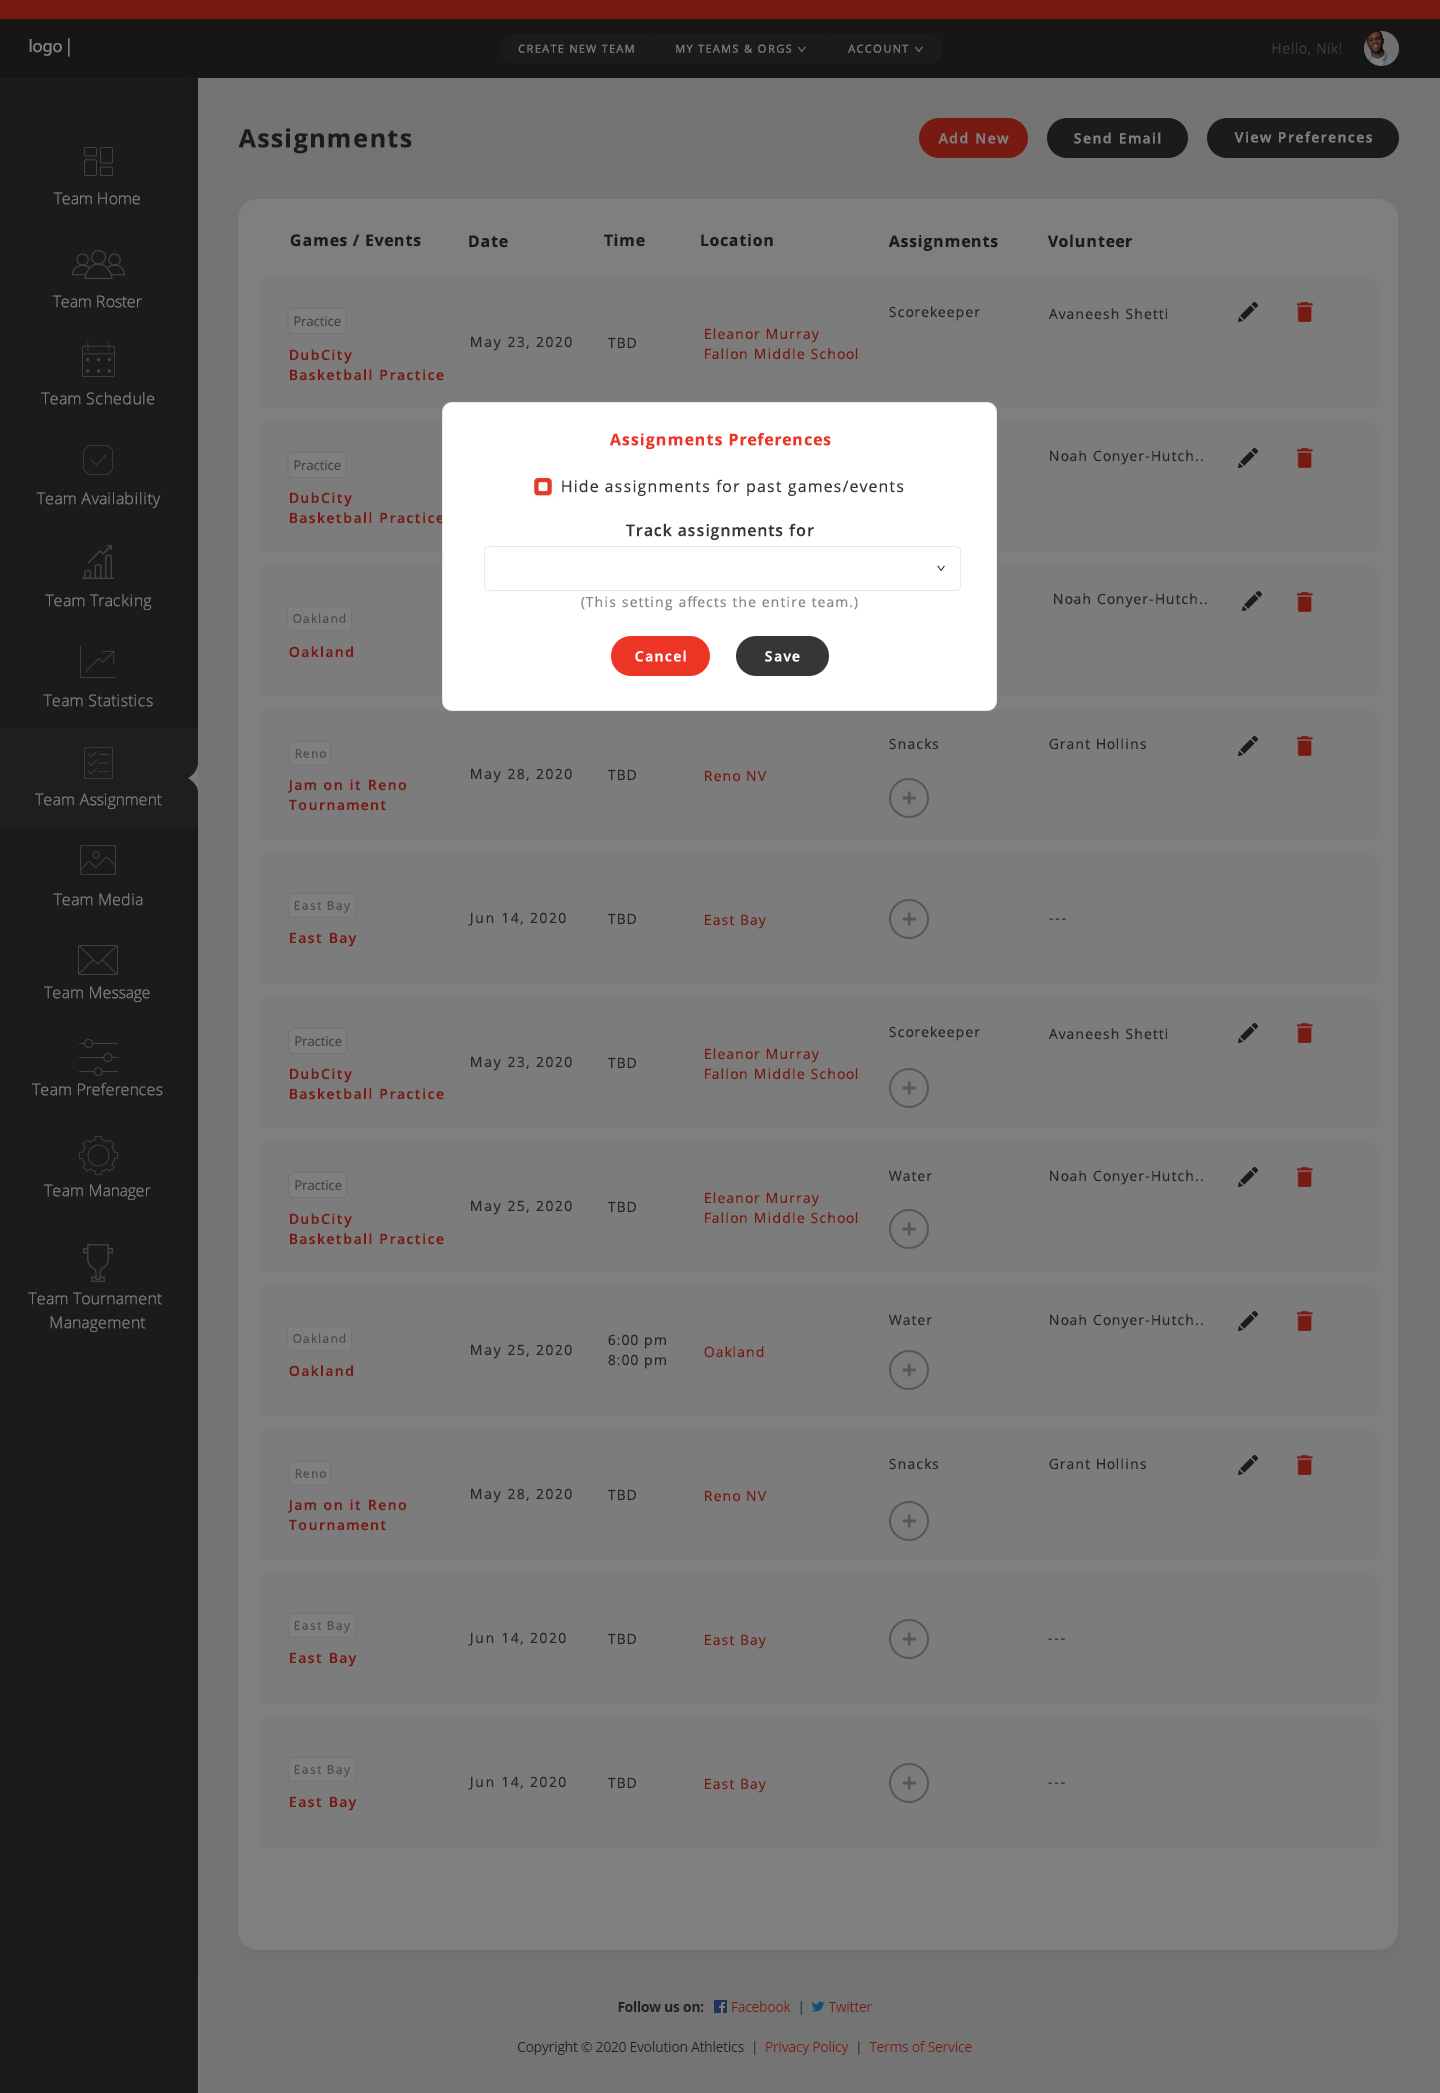 logo |
CREATE NEW TEAM
MY TEAMS & ORGS
ACCOUNT
Hello, Nik!
Team Home
Team Roster
Team Schedule
Team Availability
Team Tracking
Team Statistics
Team Assignment
Team Media
Team Message
Team Preferences
Team Manager
Team Tournament
Management
Assignments
Add New
Send Email
View Preferences
Games / Events
Date
Time
Location
Assignments
Volunteer
Practice
DubCity
Basketball Practice
May 23, 2020
TBD
Eleanor Murray
Fallon Middle School
Scorekeeper
Avaneesh Shetti
Practice
DubCity
Basketball Practice
Noah Conyer-Hutch..
Oakland
Oakland
Noah Conyer-Hutch..
Assignments Preferences
Hide assignments for past games/events
Track assignments for
(This setting affects the entire team.)
Cancel
Save
Reno
Jam on it Reno
Tournament
May 28, 2020
TBD
Reno NV
Snacks
Grant Hollins
East Bay
East Bay
Jun 14, 2020
TBD
East Bay
---
Practice
DubCity
Basketball Practice
May 23, 2020
TBD
Eleanor Murray
Fallon Middle School
Scorekeeper
Avaneesh Shetti
Practice
DubCity
Basketball Practice
May 25, 2020
TBD
Eleanor Murray
Fallon Middle School
Water
Noah Conyer-Hutch..
Oakland
Oakland
May 25, 2020
6:00 pm
8:00 pm
Oakland
Water
Noah Conyer-Hutch..
Reno
Jam on it Reno
Tournament
May 28, 2020
TBD
Reno NV
Snacks
Grant Hollins
East Bay
East Bay
Jun 14, 2020
TBD
East Bay
---
East Bay
East Bay
Jun 14, 2020
TBD
East Bay
---
Follow us on: Facebook | Twitter
Copyright © 2020 Evolution Athletics | Privacy Policy | Terms of Service